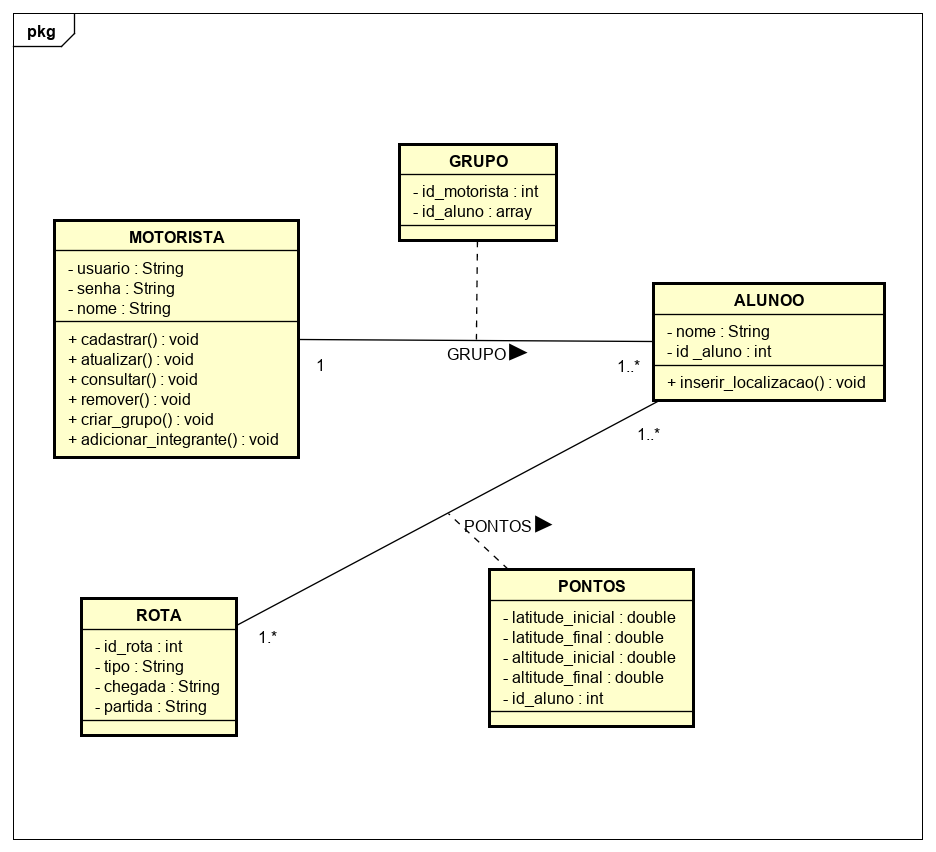 pkg
GRUPO
- id_motorista : int
- id_aluno : array
MOTORISTA
- usuario : String
- senha : String
- nome : String
+ cadastrar() : void
+ atualizar() : void
+ consultar() : void
+ remover() : void
+ criar_grupo() : void
+ adicionar_integrante() : void
ALUNOO
- nome : String
- id _aluno : int
+ inserir_localizacao() : void
GRUPO ▶
1
1..*
1..*
PONTOS ▶
1.*
ROTA
- id_rota : int
- tipo : String
- chegada : String
- partida : String
PONTOS
- latitude_inicial : double
- latitude_final : double
- altitude_inicial : double
- altitude_final : double
- id_aluno : int